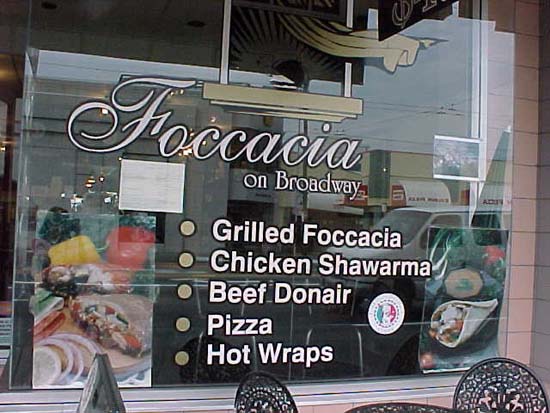 Foccacia
on Broadway
Grilled Foccacia
Chicken Shawarma
Beef Donair
Pizza
Hot Wraps